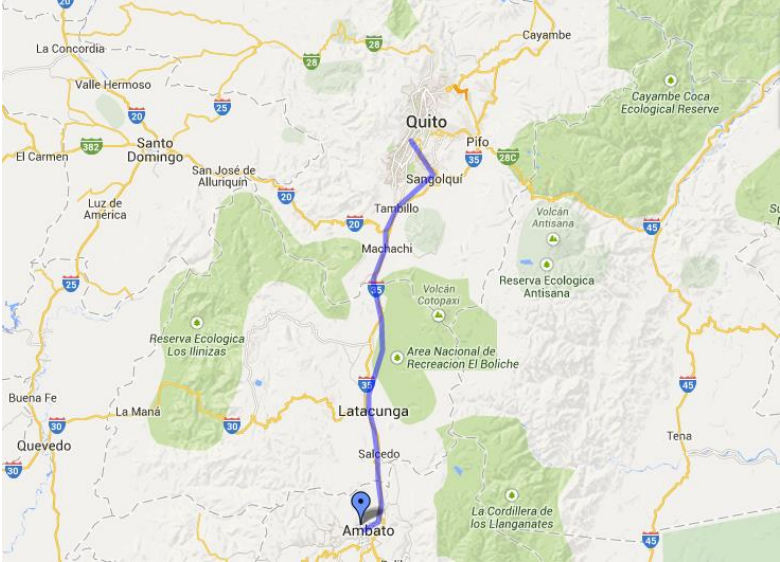 20
La Concordia
28
28
Cayambe
Valle Hermoso
25
20
Cayambe Coca
Ecological Reserve
Quito
382
Santo
Domingo
Pifo
El Carmen
35
28C
San José de
Alluriquín
Sangolquí
20
Luz de
América
Tambillo
20
Volcán
Antisana
45
Machachi
25
35
Volcán
Cotopaxi
Reserva Ecologica
Antisana
Reserva Ecologica
Los Ilinizas
Area Nacional de
Recreacion El Boliche
35
45
Buena Fe
La Maná
Latacunga
30
30
Quevedo
Tena
Salcedo
30
La Cordillera de
los Llanganates
Ambato
45